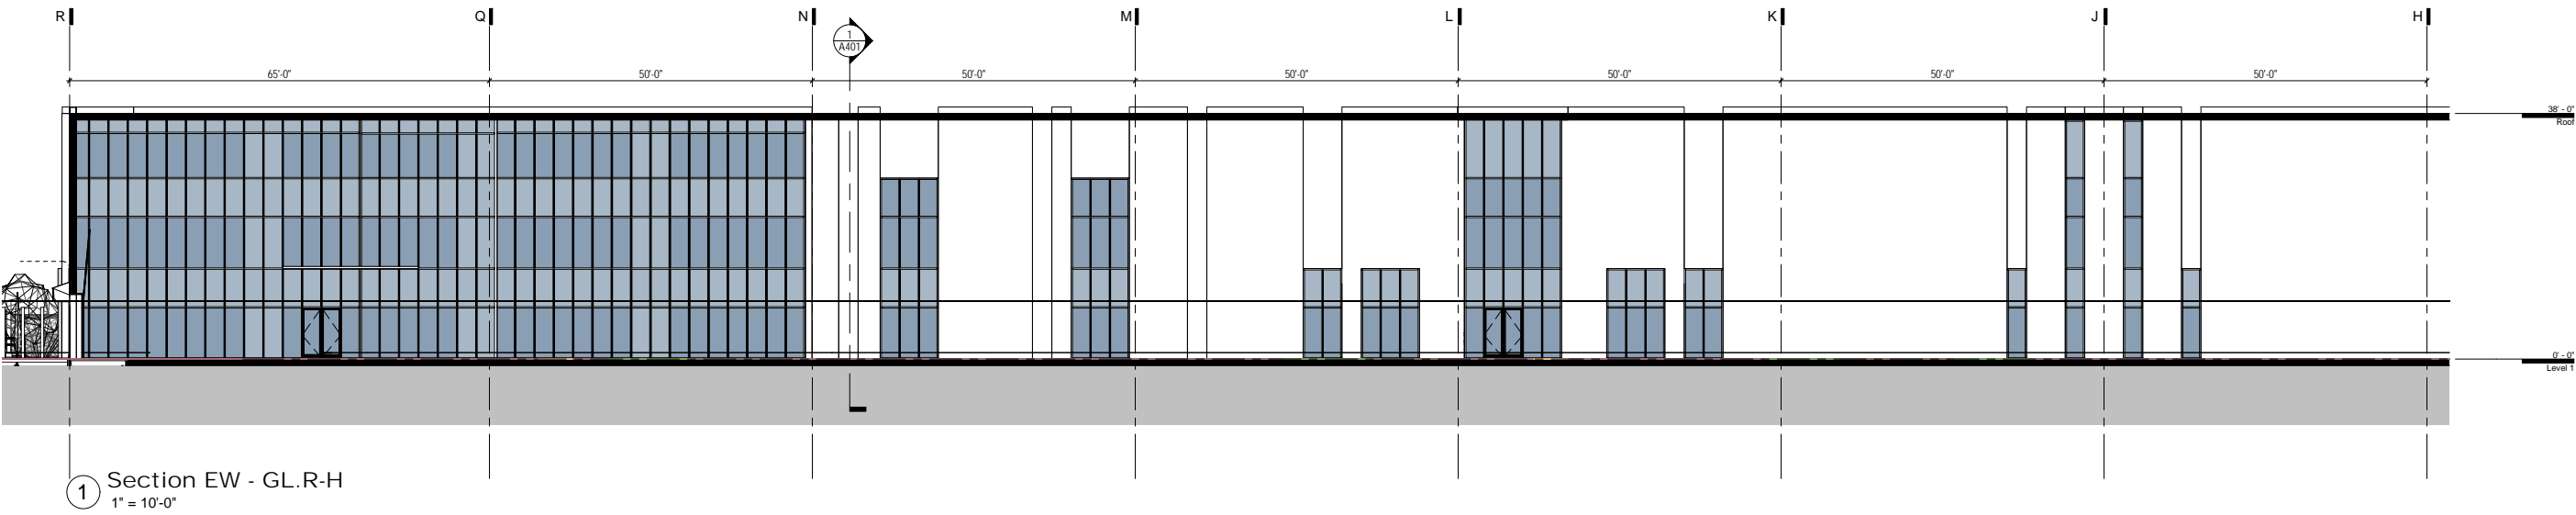 R Q N M L K J H
1
A401
65'-0" 50'-0" 50'-0" 50'-0" 50'-0" 50'-0" 50'-0"
38' - 0"
Roof
0' - 0"
Level 1
1 Section EW - GL.R-H
1" = 10'-0"